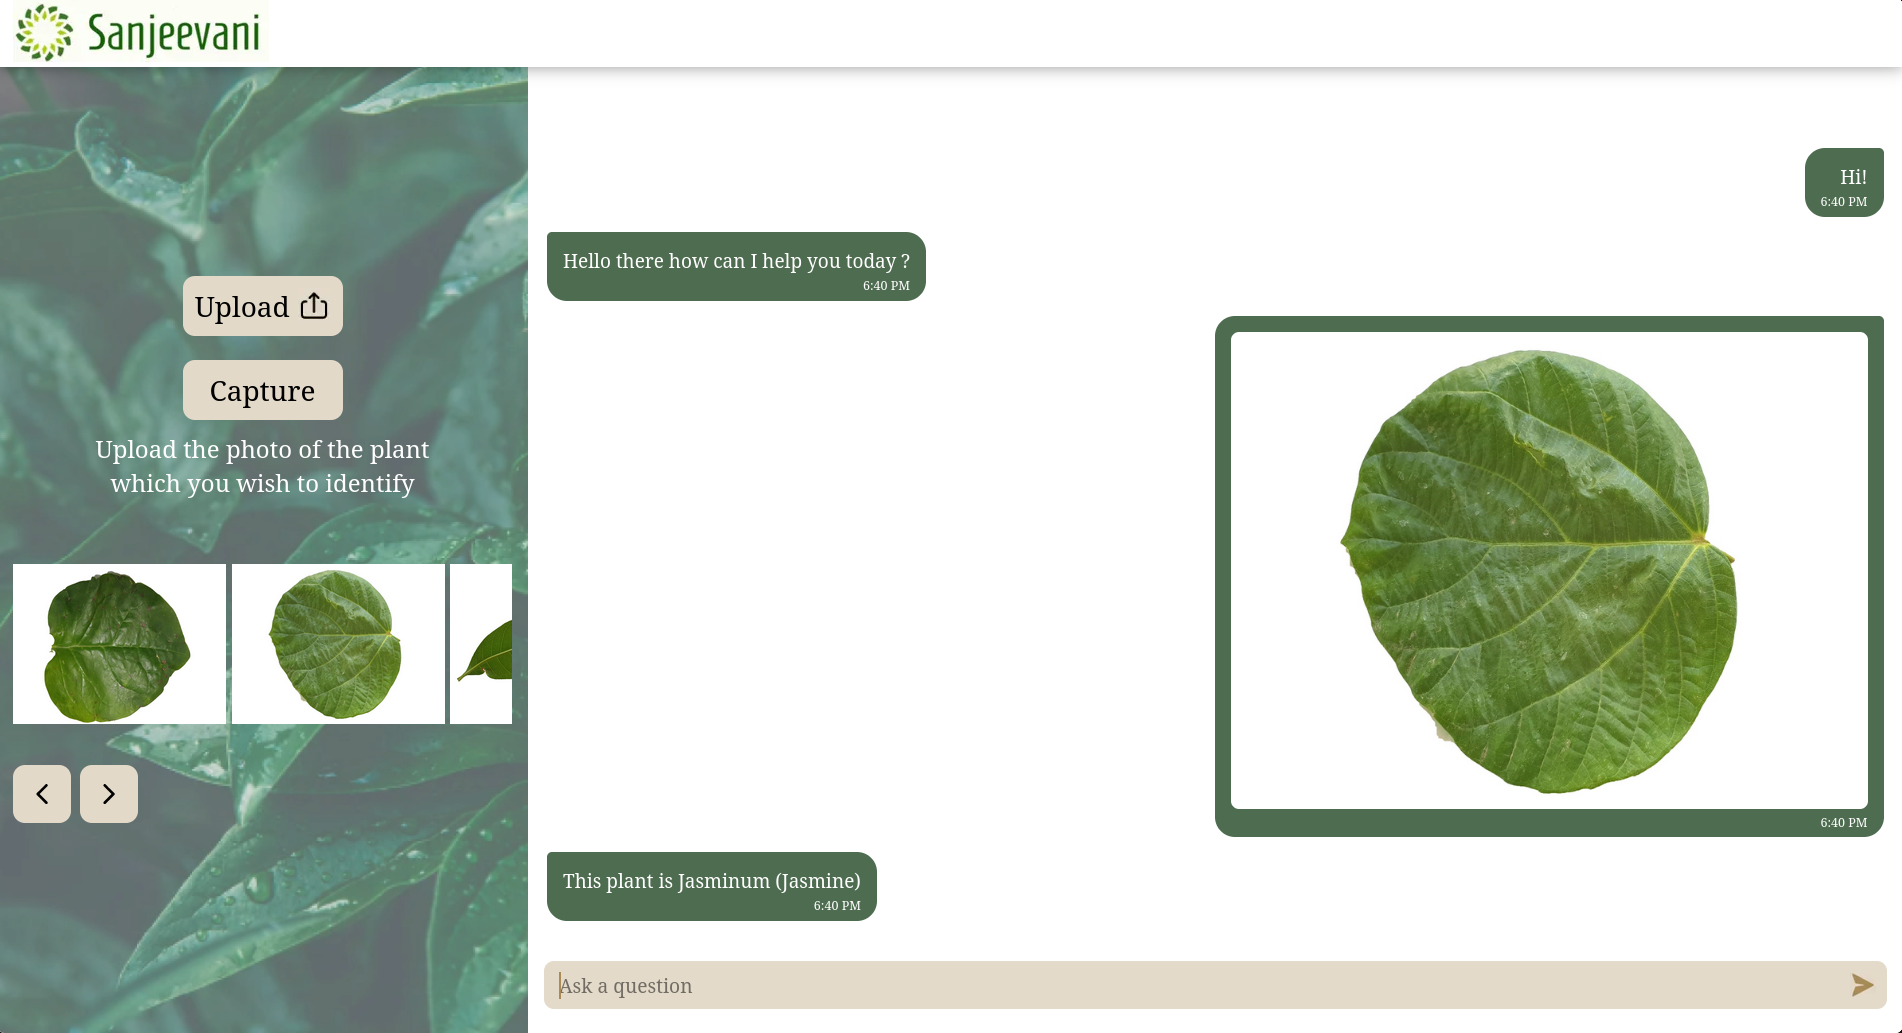 Sanjeevani
Upload
Capture
Upload the photo of the plant
which you wish to identify
Hi!
6:40 PM
Hello there how can I help you today ?
6:40 PM
6:40 PM
This plant is Jasminum (Jasmine)
6:40 PM
Ask a question